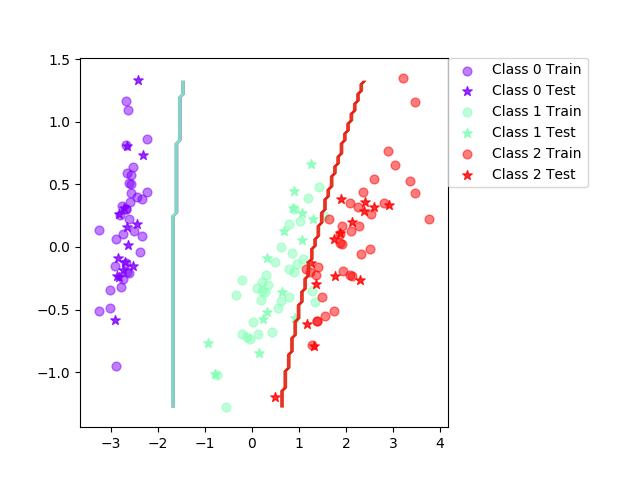 1.5
1.0
0.5
0.0
−0.5
−1.0
−3 −2 −1 0 1 2 3 4
Class 0 Train
Class 0 Test
Class 1 Train
Class 1 Test
Class 2 Train
Class 2 Test